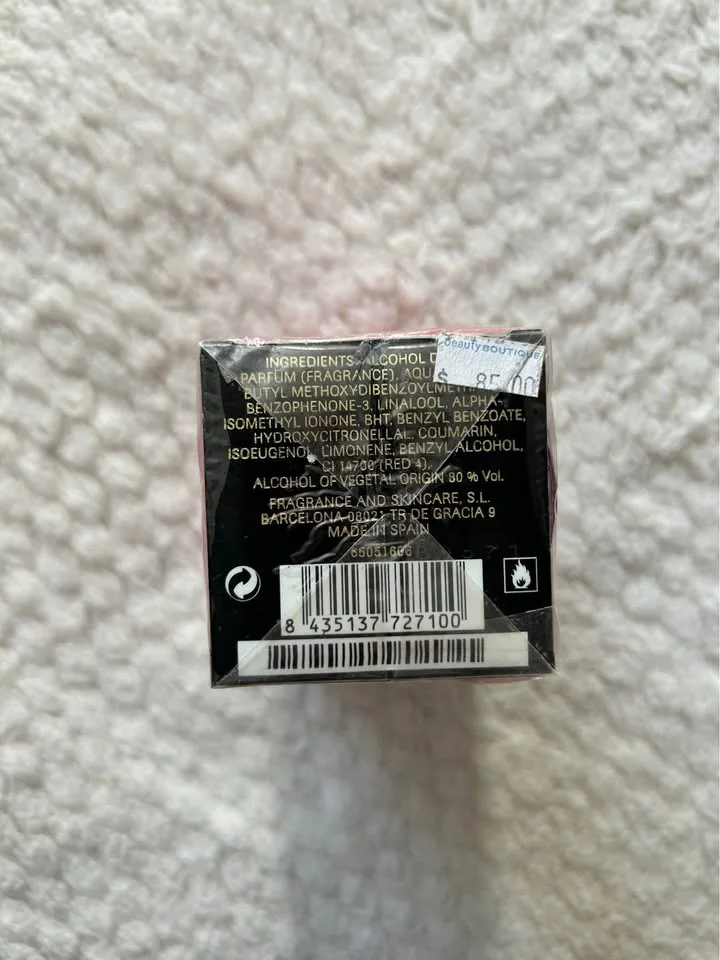 beautyBOUTIQUE
$ 85.00
INGREDIENTS: ALCOHOL D
PARFUM (FRAGRANCE), AQU
BUTYL METHOXYDIBENZOYLMETH
BENZOPHENONE-3, LINALOOL, ALPHA-
ISOMETHYL IONONE, BHT, BENZYL BENZOATE,
HYDROXYCITRONELLAL, COUMARIN,
ISOEUGENOL, LIMONENE, BENZYL ALCOHOL,
CI 14700 (RED 4).
ALCOHOL OF VEGETAL ORIGIN 80 % Vol.
FRAGRANCE AND SKINCARE, S.L.
BARCELONA 08021 TR DE GRACIA 9
MADE IN SPAIN
65051606
8 435137 727100